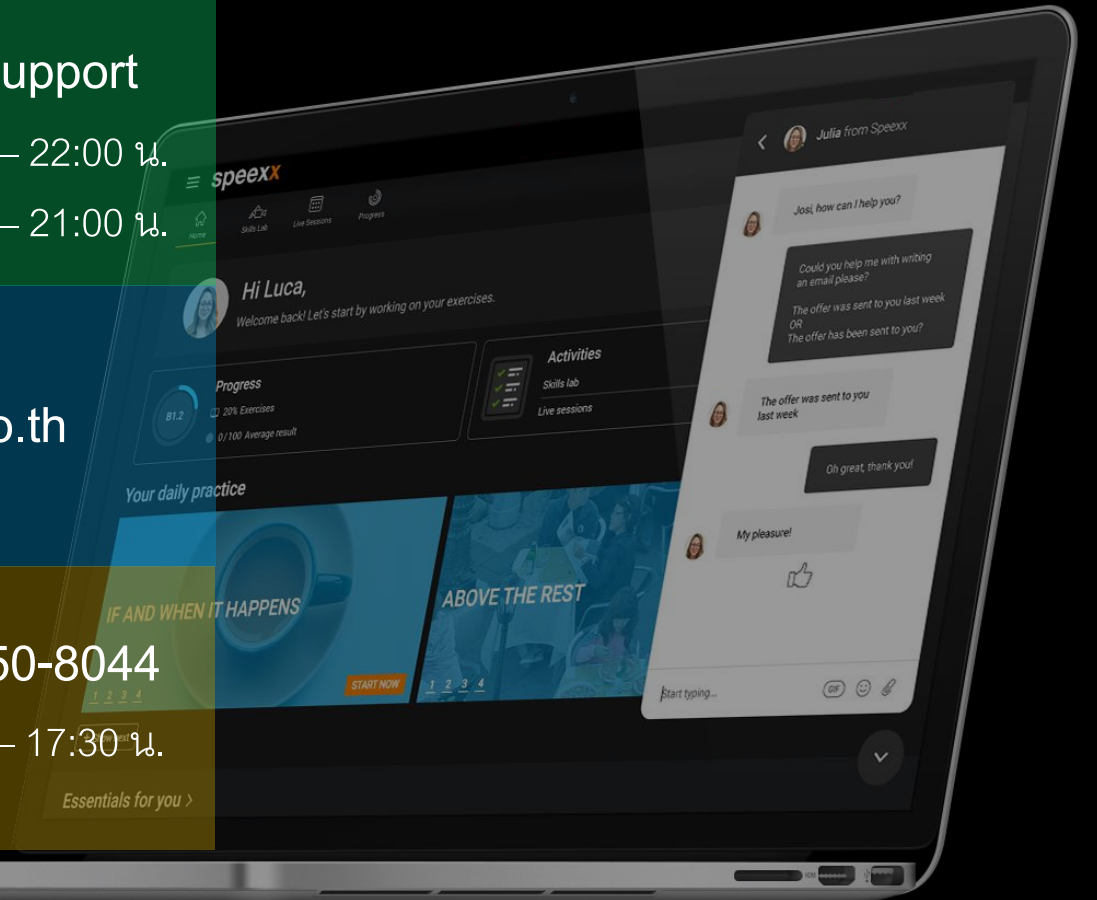 upport
– 22:00 น.
– 21:00 น.
o.th
50-8044
– 17:30 น.
speexx
Home
Skills Lab
Live Sessions
Progress
Hi Luca,
Welcome back! Let's start by working on your exercises.
Progress
B1.2
20% Exercises
0/100 Average result
Activities
Skills lab
Live sessions
Your daily practice
IF AND WHEN IT HAPPENS
1 2 3 4
START NOW
ABOVE THE REST
1 2 3 4
Essentials for you >
Julia from Speexx
Josi, how can I help you?
Could you help me with writing
an email please?
The offer was sent to you last week
OR
The offer has been sent to you?
The offer was sent to you
last week
Oh great, thank you!
My pleasure!
Start typing...
GIF
HDMI